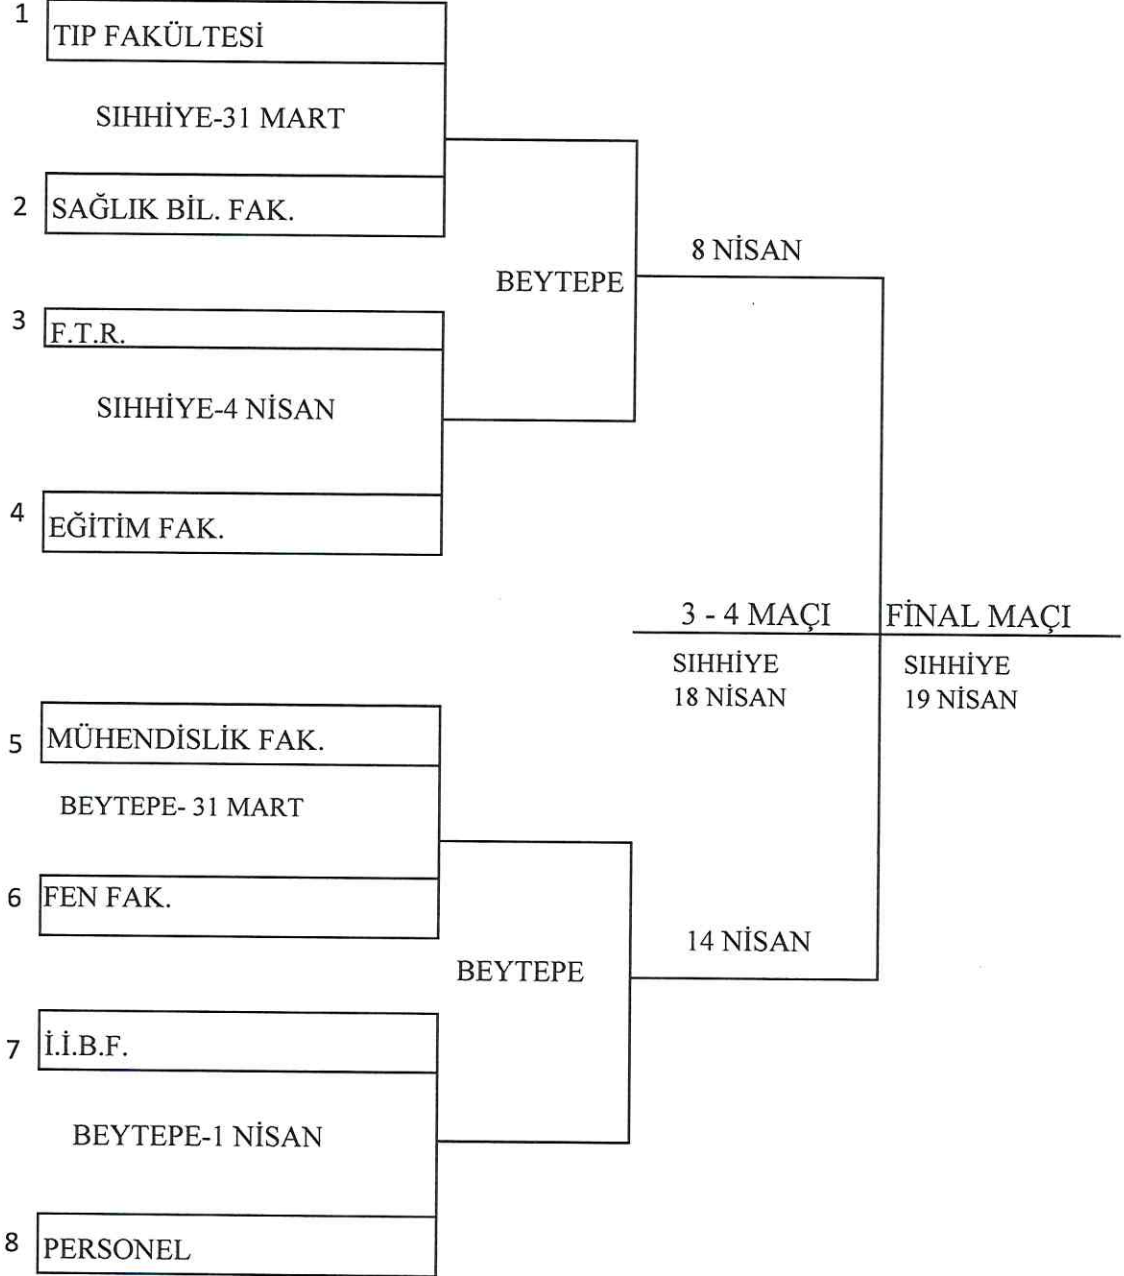 1 TIP FAKÜLTESİ
SIHHİYE-31 MART
2 SAĞLIK BİL. FAK.
8 NİSAN
BEYTEPE
3 F.T.R.
SIHHİYE-4 NİSAN
4 EĞİTİM FAK.
3 - 4 MAÇI FİNAL MAÇI
SIHHİYE SIHHİYE
18 NİSAN 19 NİSAN
5 MÜHENDİSLİK FAK.
BEYTEPE- 31 MART
6 FEN FAK.
14 NİSAN
BEYTEPE
7 İ.İ.B.F.
BEYTEPE-1 NİSAN
8 PERSONEL